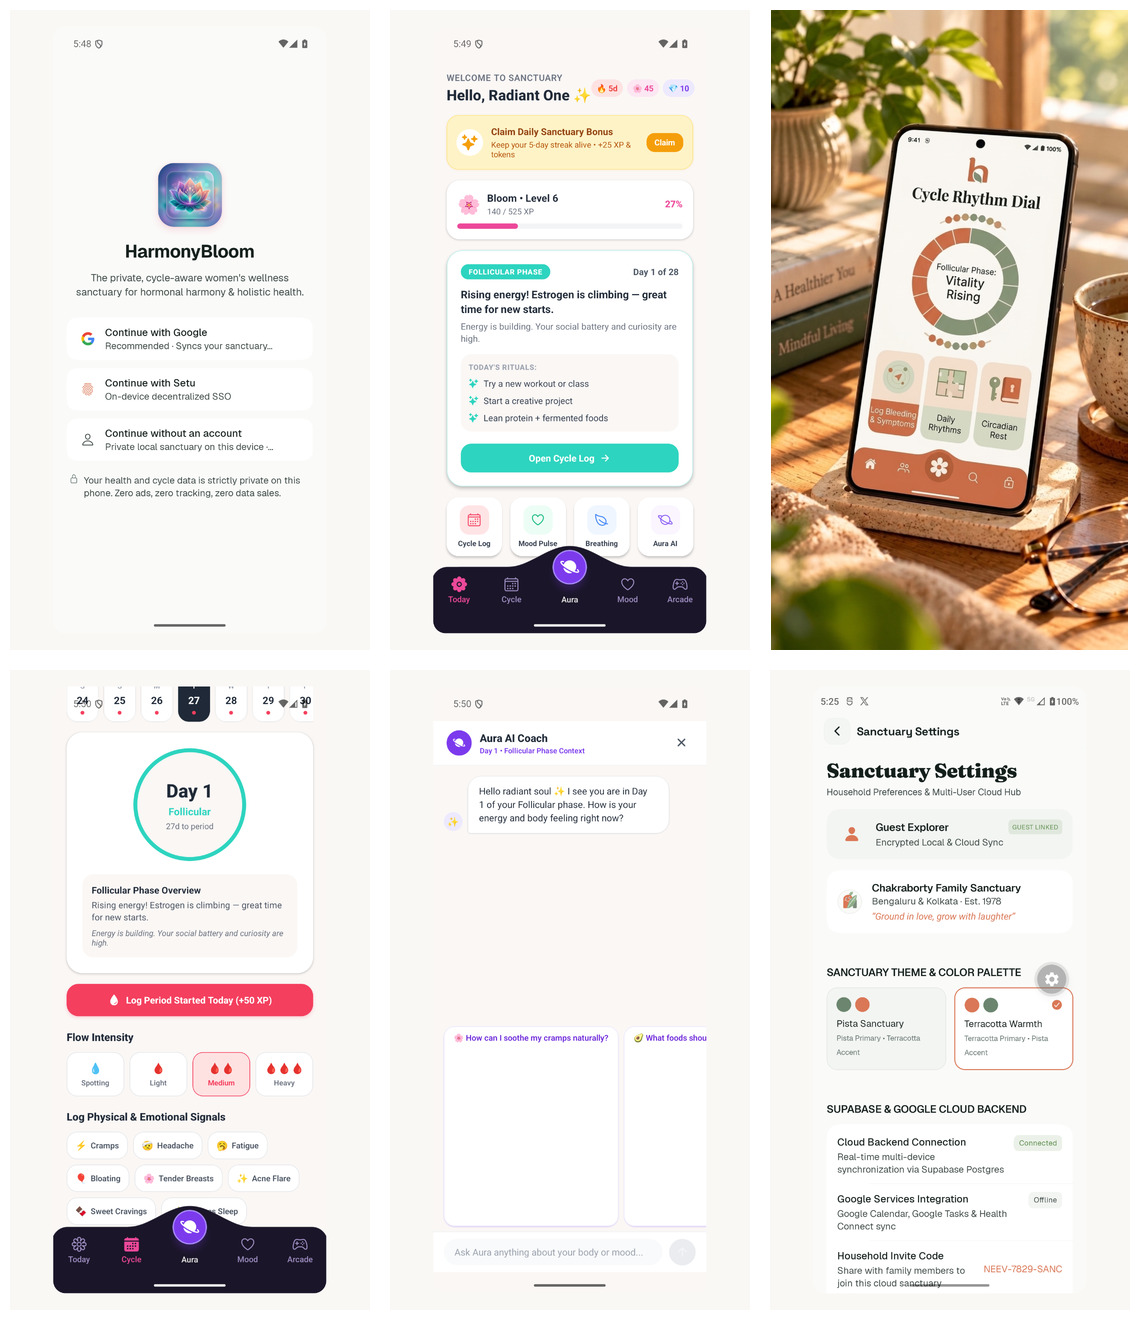 5:48
HarmonyBloom
The private, cycle-aware women's wellness
sanctuary for hormonal harmony & holistic health.
Continue with Google
Recommended · Syncs your sanctuary...
Continue with Setu
On-device decentralized SSO
Continue without an account
Private local sanctuary on this device ·...
Your health and cycle data is strictly private on this
phone. Zero ads, zero tracking, zero data sales.
5:49
WELCOME TO SANCTUARY
Hello, Radiant One ✨
🔥 5d
🌸 45
💎 10
Claim Daily Sanctuary Bonus
Keep your 5-day streak alive • +25 XP &
tokens
Claim
Bloom • Level 6
140 / 525 XP
27%
FOLLICULAR PHASE
Day 1 of 28
Rising energy! Estrogen is climbing — great
time for new starts.
Energy is building. Your social battery and curiosity are
high.
TODAY'S RITUALS:
Try a new workout or class
Start a creative project
Lean protein + fermented foods
Open Cycle Log →
Cycle Log
Mood Pulse
Breathing
Aura AI
Today
Cycle
Aura
Mood
Arcade
A Healthier You
Mindful Living
9:41
100%
h
Cycle Rhythm Dial
Follicular Phase:
Vitality
Rising
Log Bleeding
& Symptoms
Daily
Rhythms
Circadian
Rest
24
25
26
27
28
29
30
5:50
Day 1
Follicular
27d to period
Follicular Phase Overview
Rising energy! Estrogen is climbing — great time
for new starts.
Energy is building. Your social battery and curiosity are
high.
Log Period Started Today (+50 XP)
Flow Intensity
Spotting
Light
Medium
Heavy
Log Physical & Emotional Signals
⚡ Cramps
🤕 Headache
🥱 Fatigue
🎈 Bloating
🌸 Tender Breasts
✨ Acne Flare
🍫 Sweet Cravings
Sleep
Today
Cycle
Aura
Mood
Arcade
5:50
Aura AI Coach
Day 1 • Follicular Phase Context
Hello radiant soul ✨ I see you are in Day
1 of your Follicular phase. How is your
energy and body feeling right now?
🌸 How can I soothe my cramps naturally?
🥑 What foods shou
Ask Aura anything about your body or mood...
5:25
5G
100%
Sanctuary Settings
Sanctuary Settings
Household Preferences & Multi-User Cloud Hub
Guest Explorer
GUEST LINKED
Encrypted Local & Cloud Sync
Chakraborty Family Sanctuary
Bengaluru & Kolkata · Est. 1978
"Ground in love, grow with laughter"
SANCTUARY THEME & COLOR PALETTE
Pista Sanctuary
Pista Primary • Terracotta
Accent
Terracotta Warmth
Terracotta Primary • Pista
Accent
SUPABASE & GOOGLE CLOUD BACKEND
Cloud Backend Connection
Connected
Real-time multi-device
synchronization via Supabase Postgres
Google Services Integration
Offline
Google Calendar, Google Tasks & Health
Connect sync
Household Invite Code
Share with family members to
join this cloud sanctuary
NEEV-7829-SANC